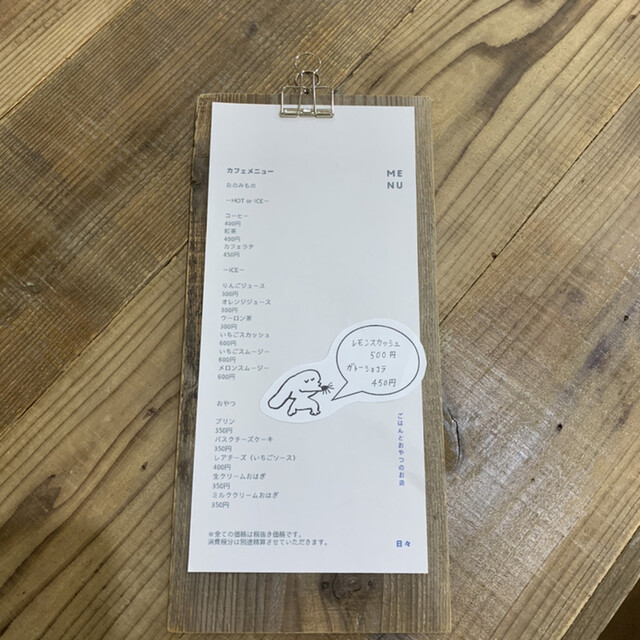 カフェメニュー
ME
NU
おのみもの
ーHOT or ICEー
コーヒー
400円
紅茶
400円
カフェラテ
450円
ーICEー
りんごジュース
300円
オレンジジュース
300円
ウーロン茶
300円
いちごスカッシュ
600円
いちごスムージー
600円
メロンスムージー
600円
レモンスカッシュ
500円
ガトーショコラ
450円
おやつ
プリン
350円
バスクチーズケーキ
350円
レアチーズ（いちごソース）
400円
生クリームおはぎ
350円
ミルククリームおはぎ
350円
ごはんとおやつのお店
日々
※全ての価格は税抜き価格です。
消費税分は別途精算させていただきます。